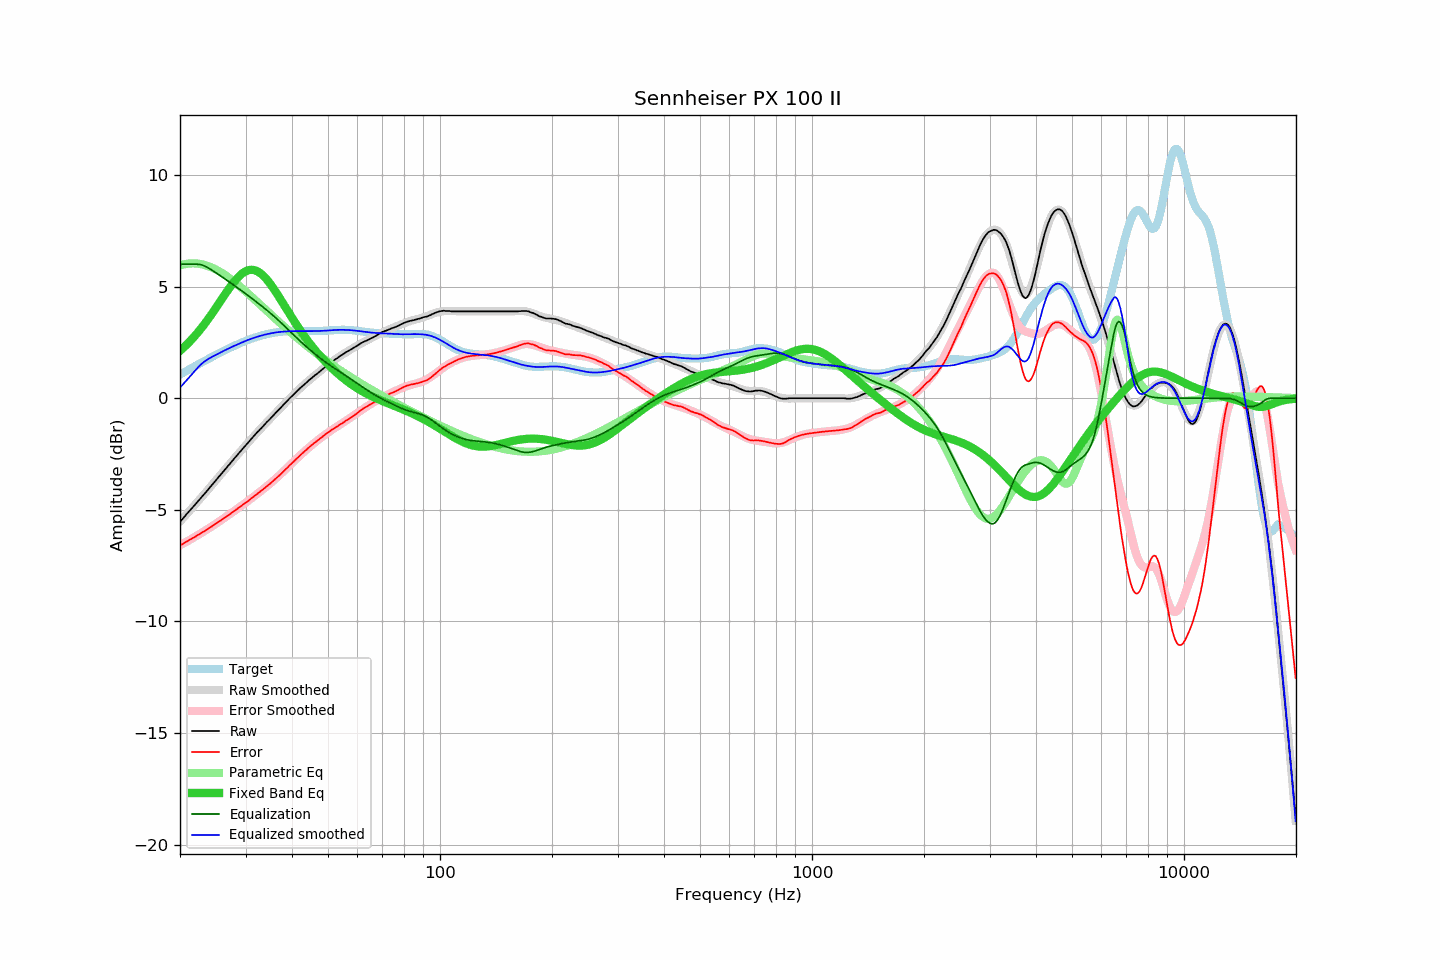 Sennheiser PX 100 II
Amplitude (dBr)
10
5
0
−5
−10
−15
−20
Target
Raw Smoothed
Error Smoothed
Raw
Error
Parametric Eq
Fixed Band Eq
Equalization
Equalized smoothed
100
1000
10000
Frequency (Hz)